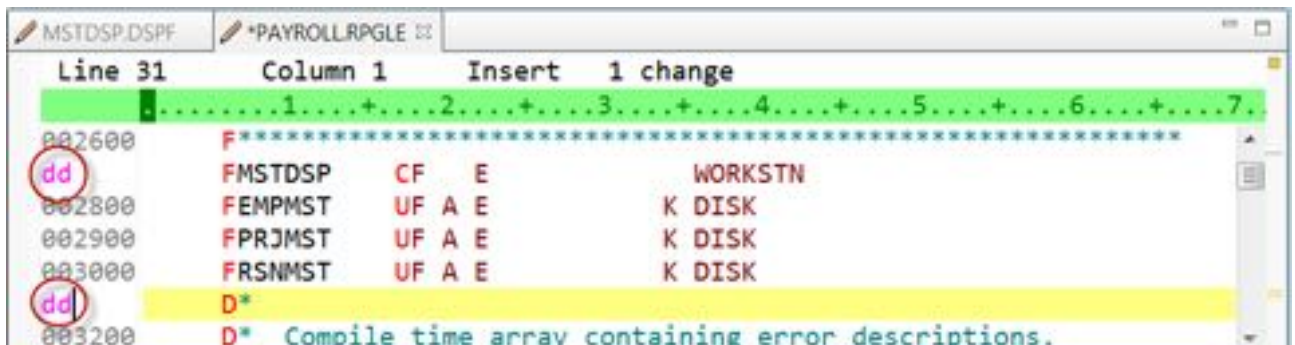 MSTDSP.DSPF *PAYROLL.RPGLE
Line 31 Column 1 Insert 1 change
.........1....+....2....+....3....+....4....+....5....+....6....+....7..
002600 F************************************************************
dd FMSTDSP CF E WORKSTN
002800 FEMPMST UF A E K DISK
002900 FPRJMST UF A E K DISK
003000 FRSNMST UF A E K DISK
dd D*
003200 D* Compile time array containing error descriptions.